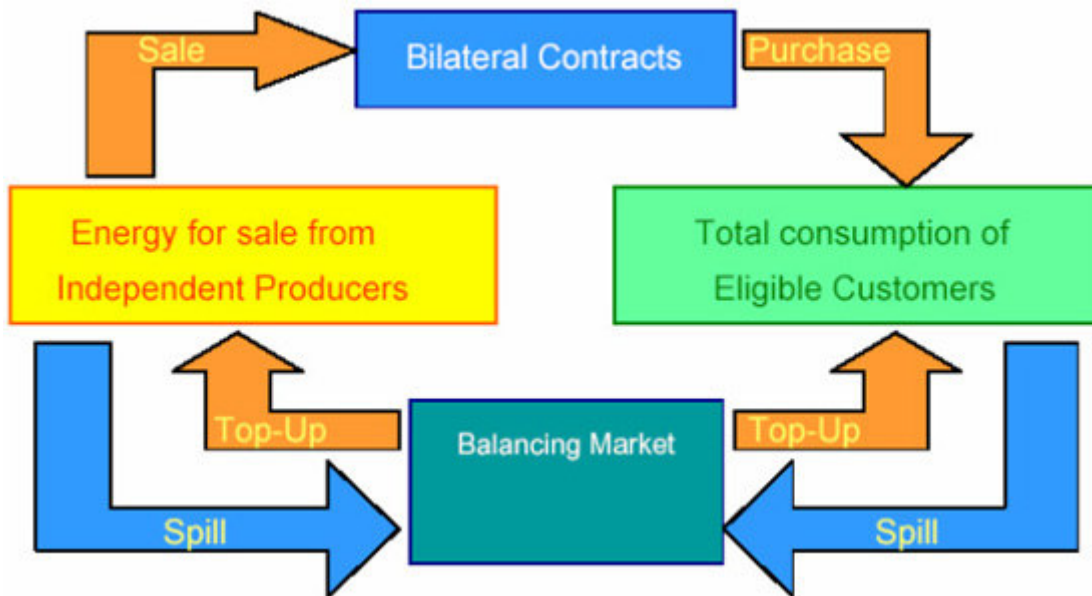 Sale
Bilateral Contracts
Purchase
Energy for sale from
Independent Producers
Total consumption of
Eligible Customers
Top-Up
Balancing Market
Top-Up
Spill
Spill